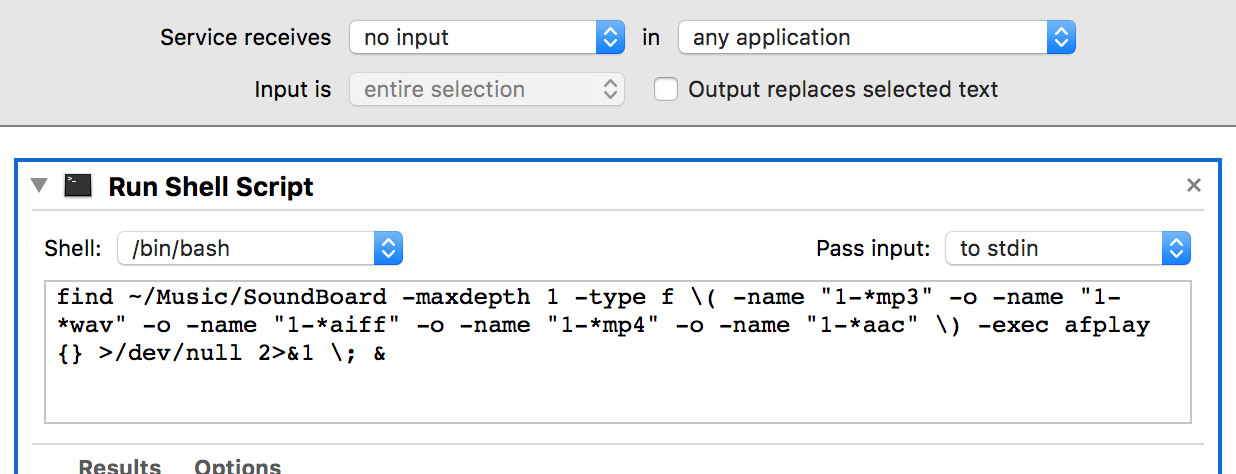 Service receives no input in any application
Input is entire selection Output replaces selected text
Run Shell Script
Shell: /bin/bash Pass input: to stdin
find ~/Music/SoundBoard -maxdepth 1 -type f \( -name "1-*mp3" -o -name "1-
*wav" -o -name "1-*aiff" -o -name "1-*mp4" -o -name "1-*aac" \) -exec afplay
{} >/dev/null 2>&1 \; &
Results Options